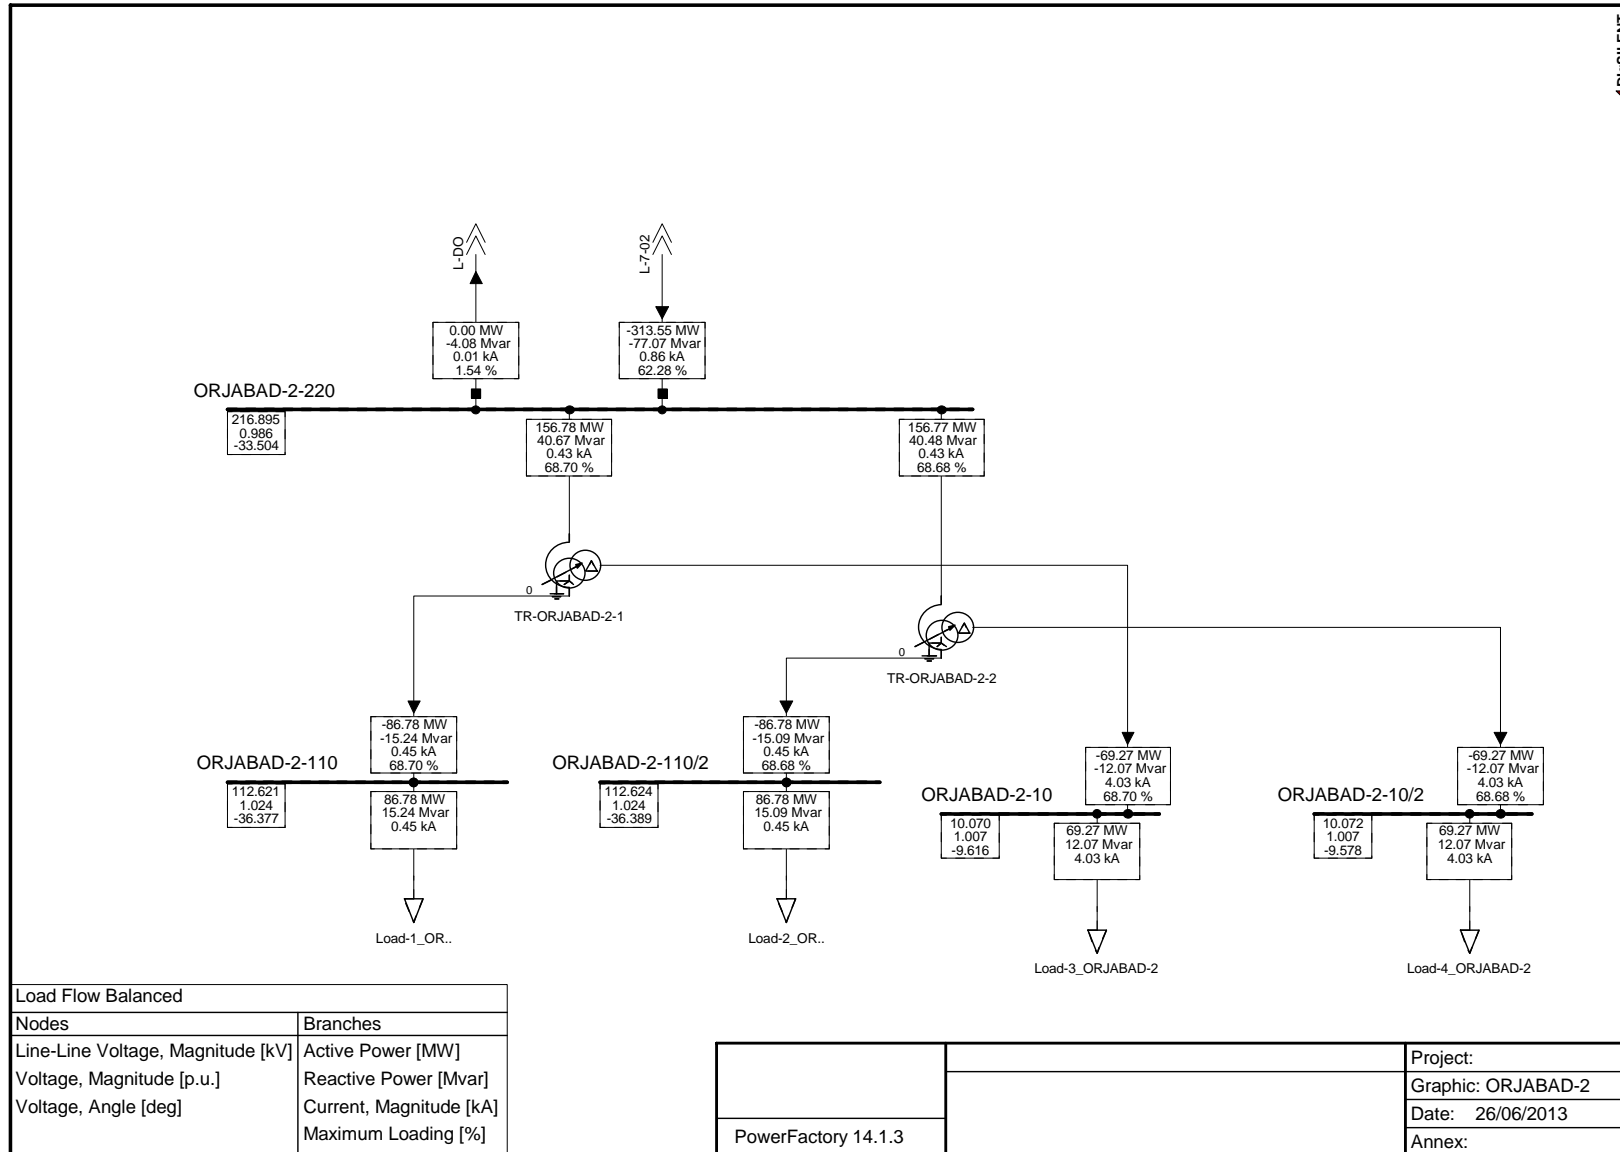 DIgSILENT
L-DO
L-7-02
0.00 MW
-4.08 Mvar
0.01 kA
1.54 %
-313.55 MW
-77.07 Mvar
0.86 kA
62.28 %
ORJABAD-2-220
216.895
0.986
-33.504
156.78 MW
40.67 Mvar
0.43 kA
68.70 %
156.77 MW
40.48 Mvar
0.43 kA
68.68 %
0
TR-ORJABAD-2-1
0
TR-ORJABAD-2-2
-86.78 MW
-15.24 Mvar
0.45 kA
68.70 %
-86.78 MW
-15.09 Mvar
0.45 kA
68.68 %
-69.27 MW
-12.07 Mvar
4.03 kA
68.70 %
-69.27 MW
-12.07 Mvar
4.03 kA
68.68 %
ORJABAD-2-110
ORJABAD-2-110/2
ORJABAD-2-10
ORJABAD-2-10/2
112.621
1.024
-36.377
86.78 MW
15.24 Mvar
0.45 kA
112.624
1.024
-36.389
86.78 MW
15.09 Mvar
0.45 kA
10.070
1.007
-9.616
69.27 MW
12.07 Mvar
4.03 kA
10.072
1.007
-9.578
69.27 MW
12.07 Mvar
4.03 kA
Load-1_OR..
Load-2_OR..
Load-3_ORJABAD-2
Load-4_ORJABAD-2
Load Flow Balanced
Nodes
Branches
Line-Line Voltage, Magnitude [kV]
Active Power [MW]
Voltage, Magnitude [p.u.]
Reactive Power [Mvar]
Voltage, Angle [deg]
Current, Magnitude [kA]
Maximum Loading [%]
PowerFactory 14.1.3
Project:
Graphic: ORJABAD-2
Date: 26/06/2013
Annex: